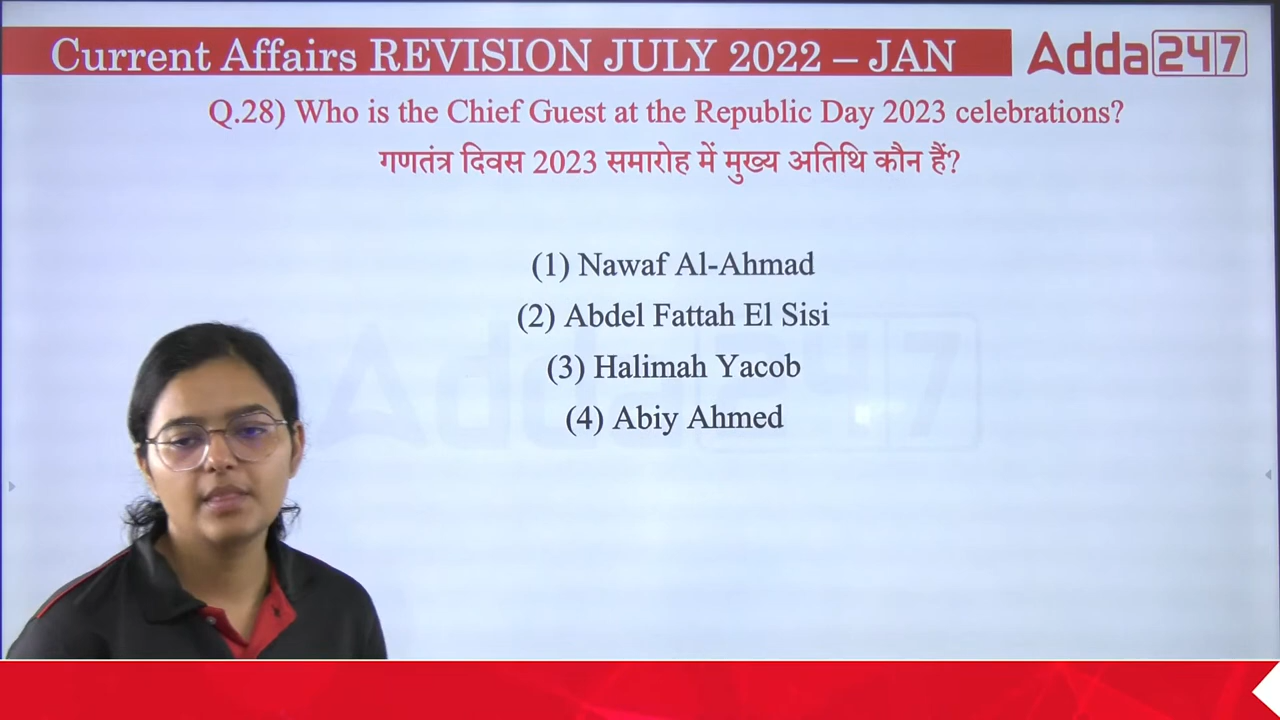 Current Affairs REVISION JULY 2022 – JAN
Adda247
Q.28) Who is the Chief Guest at the Republic Day 2023 celebrations?
गणतंत्र दिवस 2023 समारोह में मुख्य अतिथि कौन हैं?
(1) Nawaf Al-Ahmad
(2) Abdel Fattah El Sisi
(3) Halimah Yacob
(4) Abiy Ahmed
Adda247